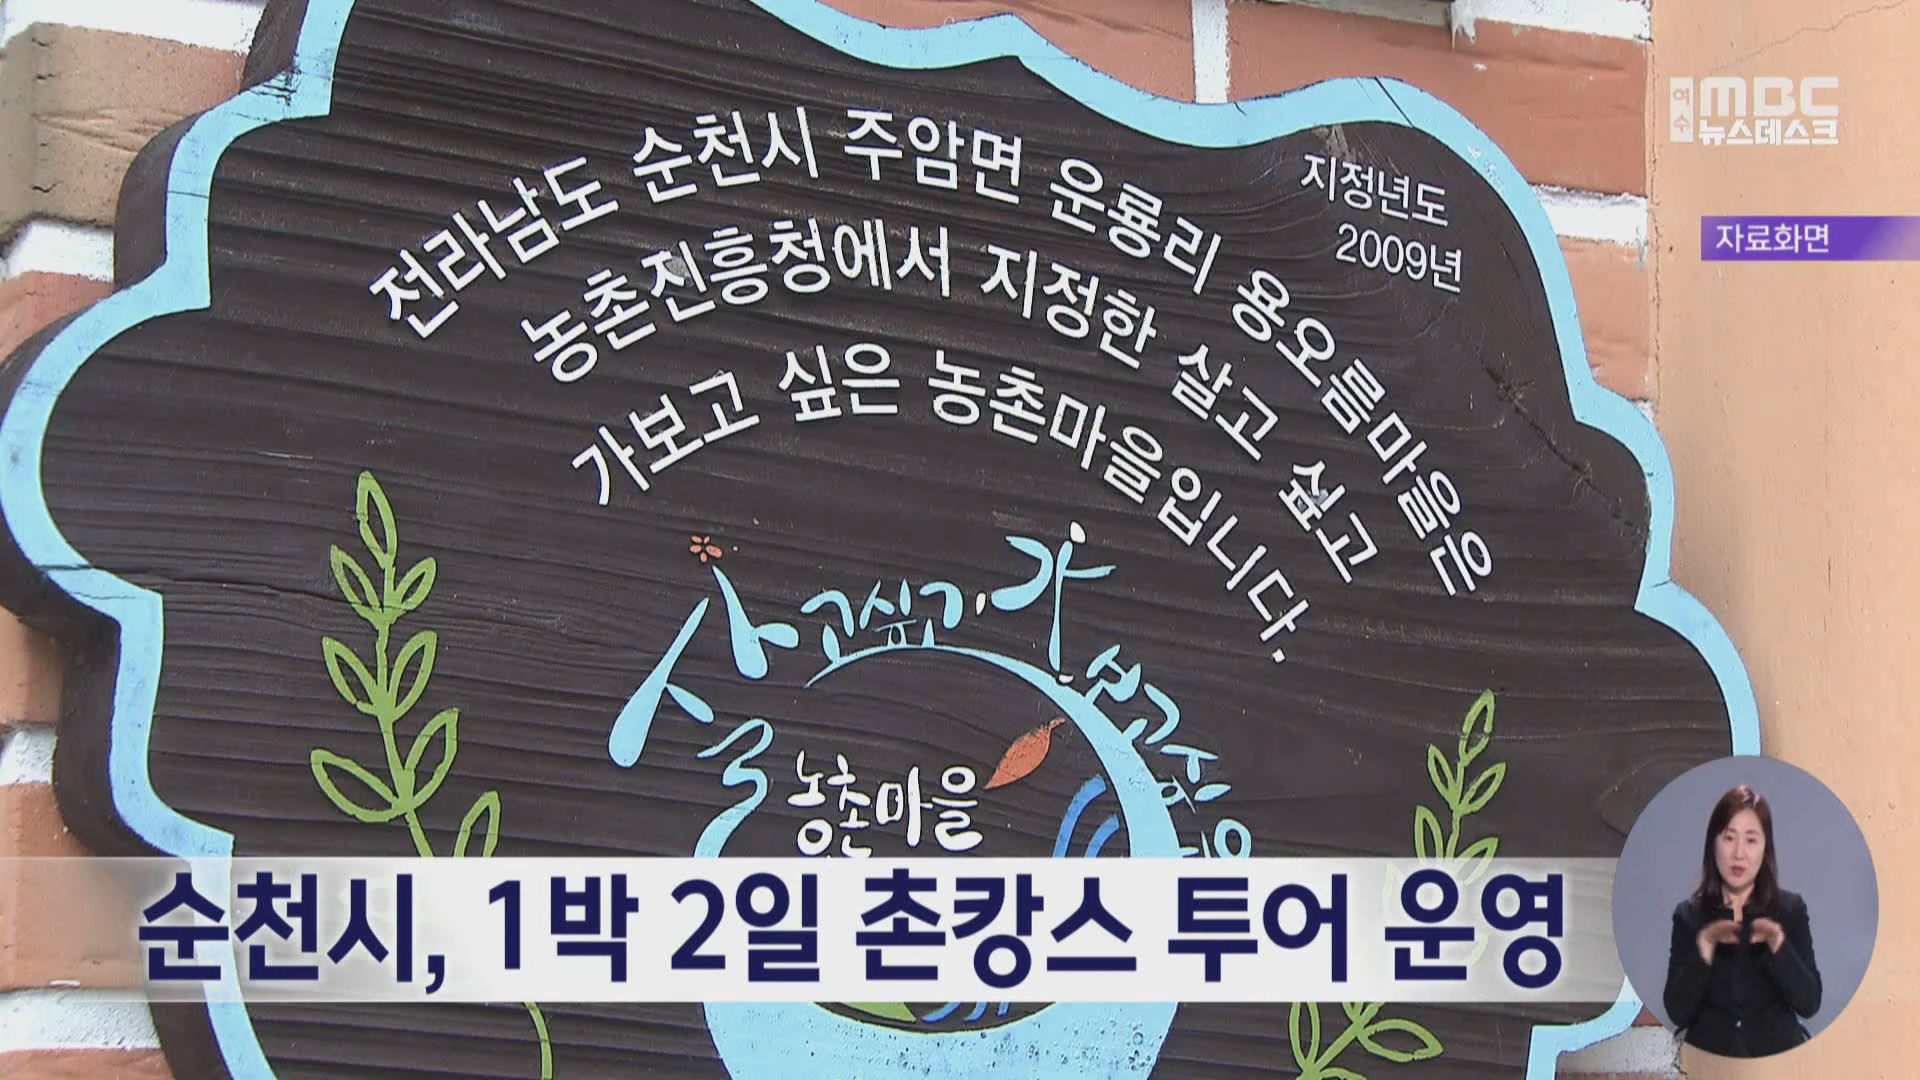 여수 MBC
뉴스데스크
자료화면
지정년도
2009년
전라남도 순천시 주암면 운룡리 용오름마을은
농촌진흥청에서 지정한 살고 싶고
가보고 싶은 농촌마을입니다.
살고싶고, 가보고싶은
농촌마을
순천시, 1박 2일 촌캉스 투어 운영